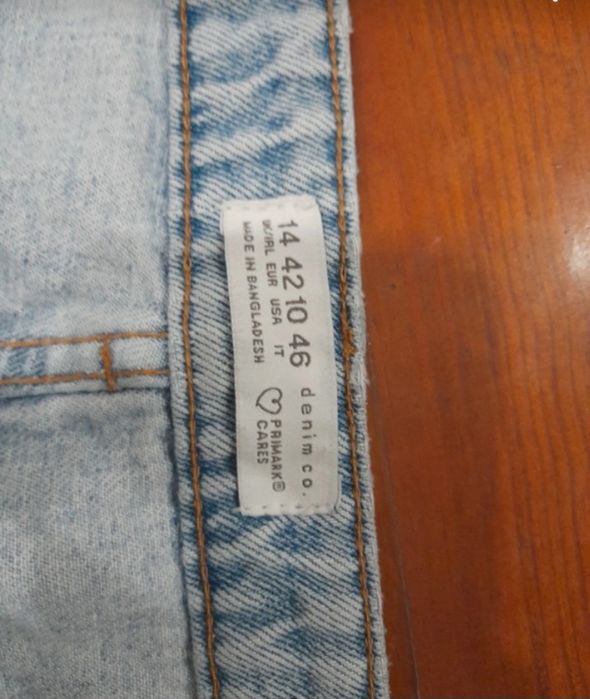 14 42 10 46 denim co.
UK/IRL EUR USA IT
MADE IN BANGLADESH
PRIMARK®
CARES